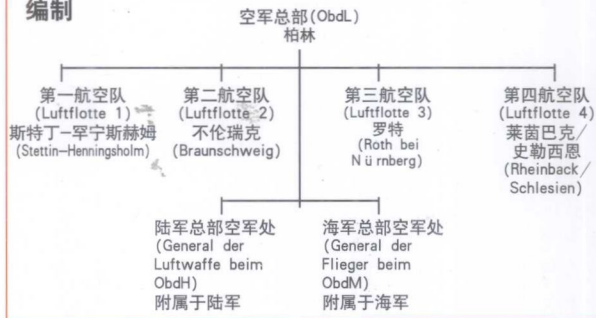 编制
空军总部(ObdL)
柏林
第一航空队
(Luftflotte 1)
斯特丁-罕宁斯赫姆
(Stettin-Henningsholm)
第二航空队
(Luftflotte 2)
不伦瑞克
(Braunschweig)
第三航空队
(Luftflotte 3)
罗特
(Roth bei
Nürnberg)
第四航空队
(Luftflotte 4)
莱茵巴克/
史勒西恩
(Rheinback/
Schlesien)
陆军总部空军处
(General der
Luftwaffe beim
ObdH)
附属于陆军
海军总部空军处
(General der
Flieger beim
ObdM)
附属于海军